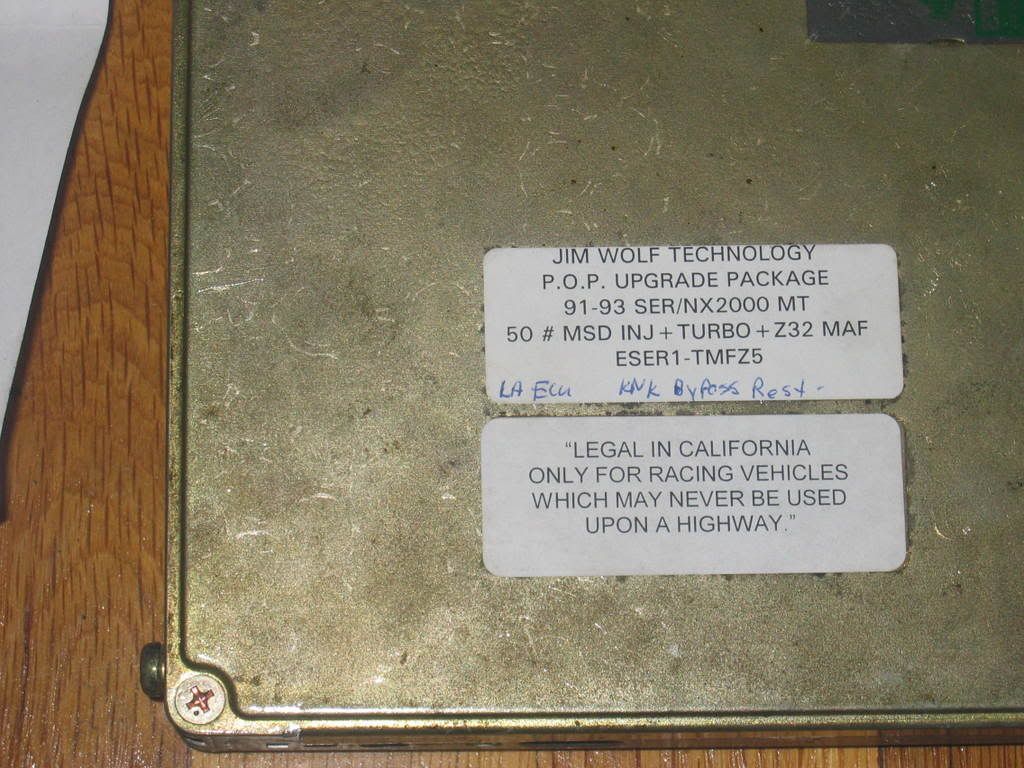 JIM WOLF TECHNOLOGY
P.O.P. UPGRADE PACKAGE
91-93 SER/NX2000 MT
50 # MSD INJ + TURBO + Z32 MAF
ESER1-TMFZ5
LA ECU KNK Bypass Rest -
“LEGAL IN CALIFORNIA
ONLY FOR RACING VEHICLES
WHICH MAY NEVER BE USED
UPON A HIGHWAY.”